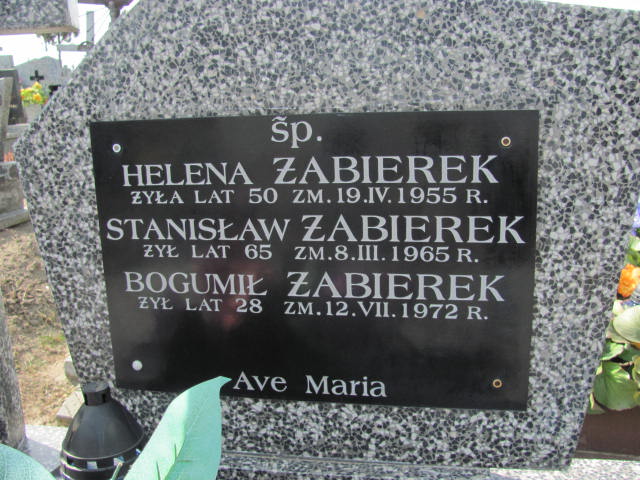 śp.
HELENA ŻABIEREK
ŻYŁA LAT 50 ZM. 19.IV.1955 R.
STANISŁAW ŻABIEREK
ŻYŁ LAT 65 ZM. 8.III.1965 R.
BOGUMIŁ ŻABIEREK
ŻYŁ LAT 28 ZM. 12.VII.1972 R.
Ave Maria